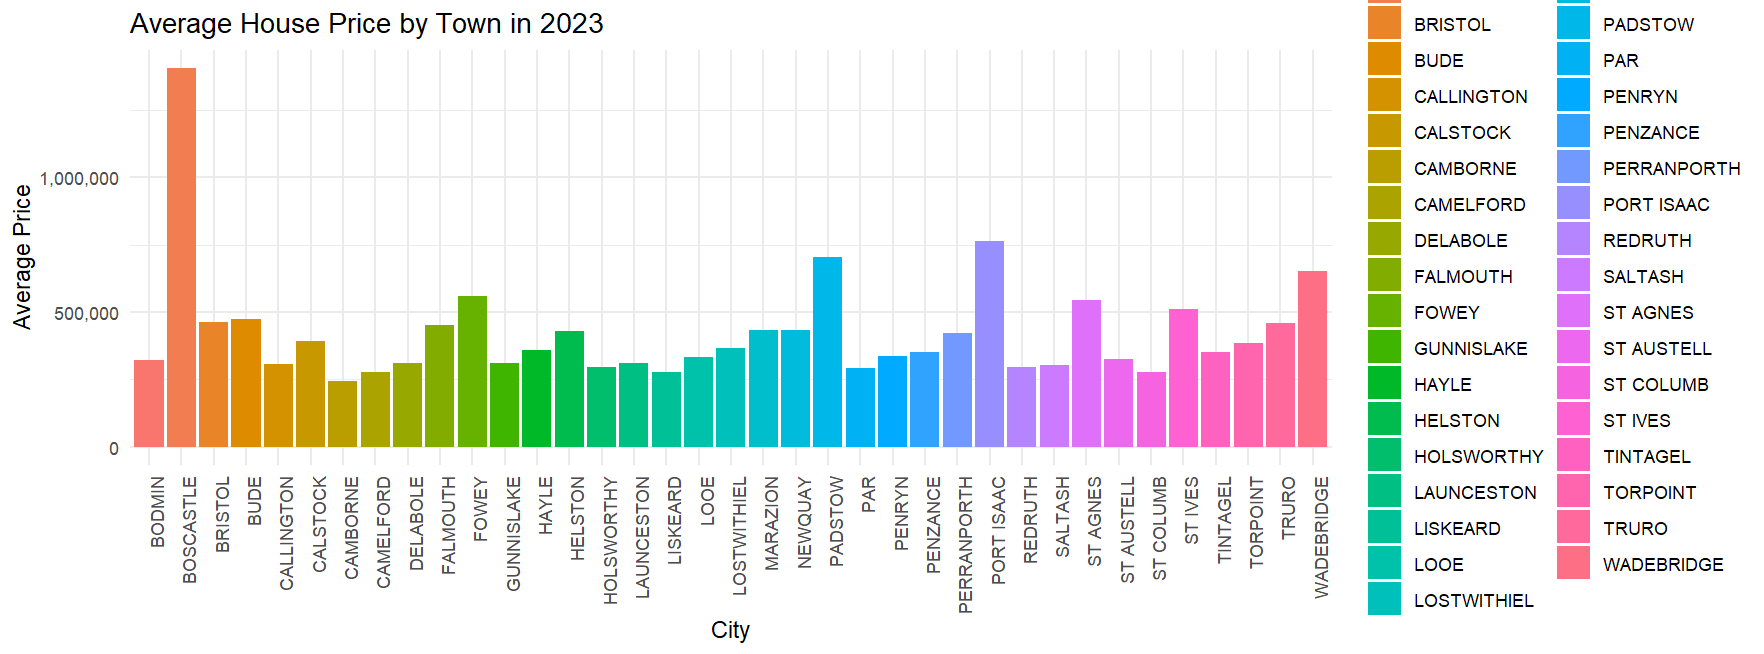 Average House Price by Town in 2023
Average Price
1,000,000
500,000
0
BODMIN
BOSCASTLE
BRISTOL
BUDE
CALLINGTON
CALSTOCK
CAMBORNE
CAMELFORD
DELABOLE
FALMOUTH
FOWEY
GUNNISLAKE
HAYLE
HELSTON
HOLSWORTHY
LAUNCESTON
LISKEARD
LOOE
LOSTWITHIEL
MARAZION
NEWQUAY
PADSTOW
PAR
PENRYN
PENZANCE
PERRANPORTH
PORT ISAAC
REDRUTH
SALTASH
ST AGNES
ST AUSTELL
ST COLUMB
ST IVES
TINTAGEL
TORPOINT
TRURO
WADEBRIDGE
City
BRISTOL
BUDE
CALLINGTON
CALSTOCK
CAMBORNE
CAMELFORD
DELABOLE
FALMOUTH
FOWEY
GUNNISLAKE
HAYLE
HELSTON
HOLSWORTHY
LAUNCESTON
LISKEARD
LOOE
LOSTWITHIEL
PADSTOW
PAR
PENRYN
PENZANCE
PERRANPORTH
PORT ISAAC
REDRUTH
SALTASH
ST AGNES
ST AUSTELL
ST COLUMB
ST IVES
TINTAGEL
TORPOINT
TRURO
WADEBRIDGE